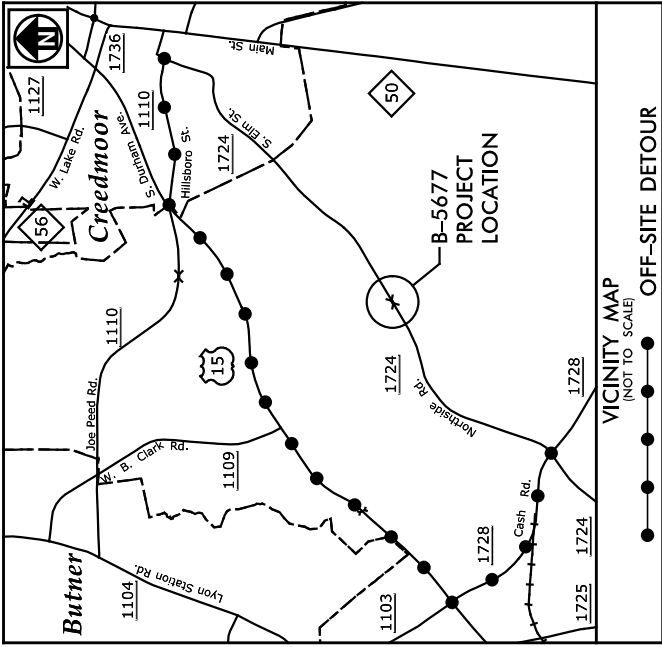 N
1127
1736
Main St.
W. Lake Rd.
S. Durham Ave.
1110
Hillsboro St.
S. Elm St.
1724
50
56
Creedmoor
B-5677
PROJECT
LOCATION
1110
15
Joe Peed Rd.
W. B. Clark Rd.
1109
1724
Northside Rd.
1728
Butner
1104
Lyon Station Rd.
1103
1728
Cash Rd.
1724
1725
VICINITY MAP
(NOT TO SCALE)
OFF-SITE DETOUR